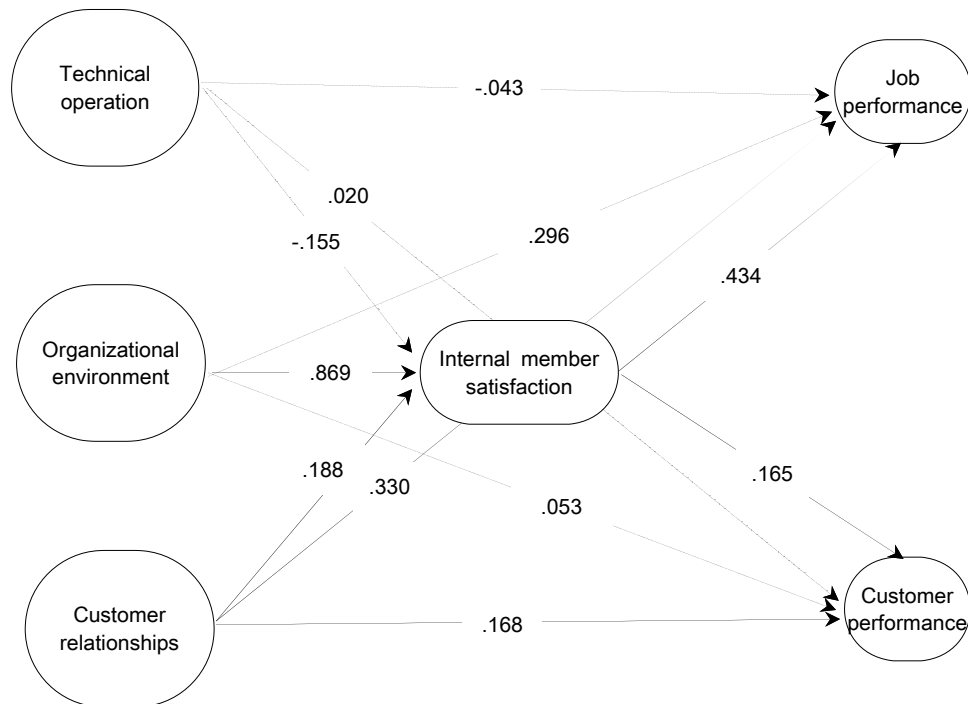 Technical
operation
-.043
Job
performance
.020
-.155
.296
.434
Organizational
environment
.869
Internal member
satisfaction
.188
.330
.053
.165
Customer
relationships
.168
Customer
performance